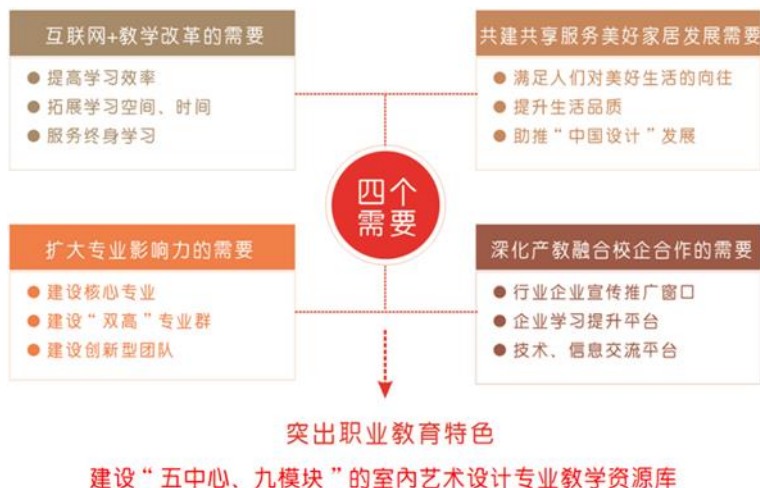 互联网+教学改革的需要
● 提高学习效率
● 拓展学习空间、时间
● 服务终身学习
共建共享服务美好家居发展需要
● 满足人们对美好生活的向往
● 提升生活品质
● 助推“中国设计”发展
四个
需要
扩大专业影响力的需要
● 建设核心专业
● 建设“双高”专业群
● 建设创新型团队
深化产教融合校企合作的需要
● 行业企业宣传推广窗口
● 企业学习提升平台
● 技术、信息交流平台
突出职业教育特色
建设“五中心、九模块”的室内艺术设计专业教学资源库